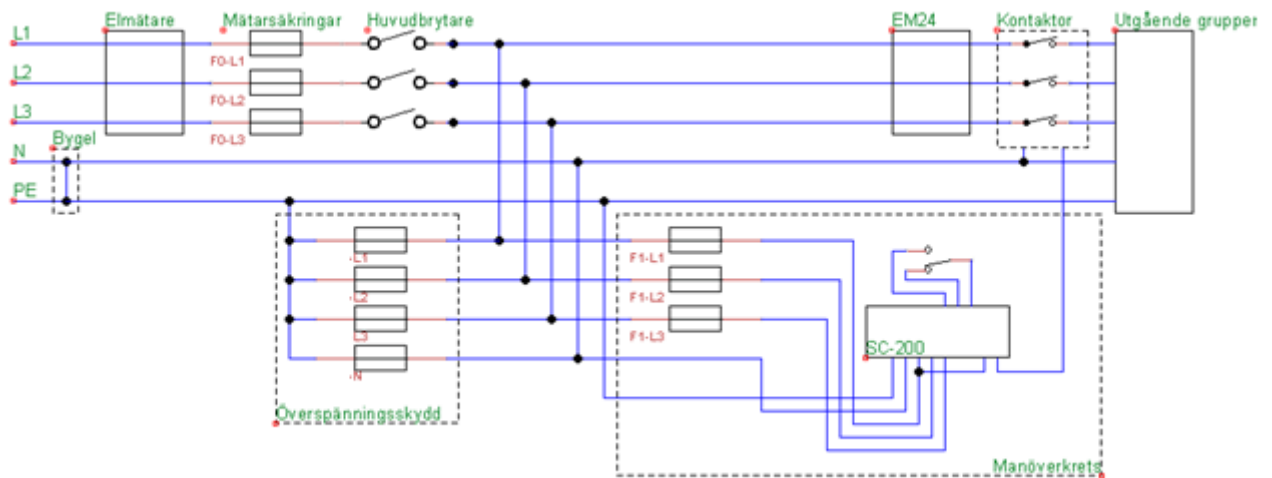 Elmätare Mätarsäkringar Huvudbrytare EM24 Kontaktor Utgående grupper
L1
F0-L1
L2
F0-L2
L3
F0-L3
Bygel
N
PE
-L1
F1-L1
-L2
F1-L2
L3
F1-L3
SC-200
-N
Överspänningsskydd
Manöverkrets